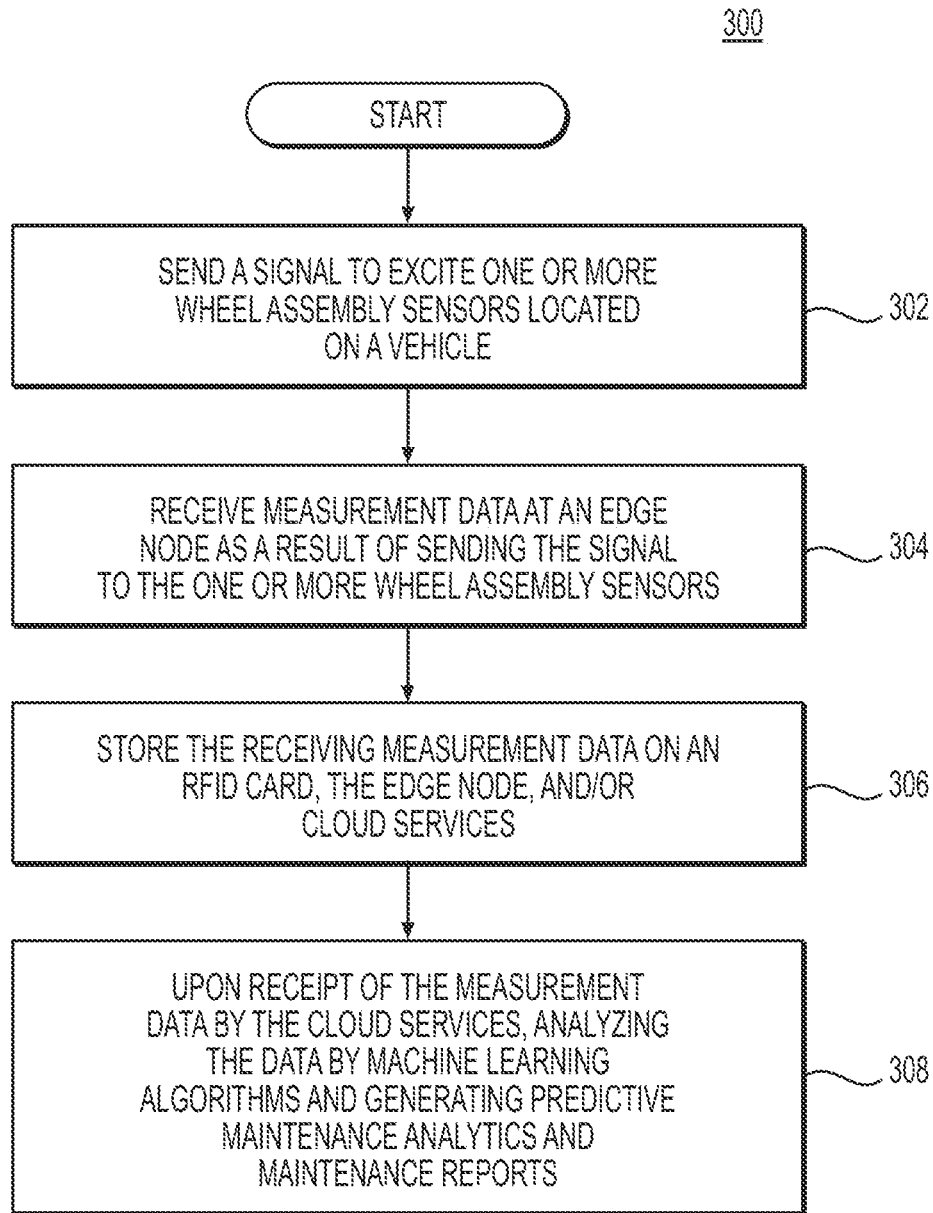 300
START
SEND A SIGNAL TO EXCITE ONE OR MORE
WHEEL ASSEMBLY SENSORS LOCATED
ON A VEHICLE
302
RECEIVE MEASUREMENT DATA AT AN EDGE
NODE AS A RESULT OF SENDING THE SIGNAL
TO THE ONE OR MORE WHEEL ASSEMBLY SENSORS
304
STORE THE RECEIVING MEASUREMENT DATA ON AN
RFID CARD, THE EDGE NODE, AND/OR
CLOUD SERVICES
306
UPON RECEIPT OF THE MEASUREMENT
DATA BY THE CLOUD SERVICES, ANALYZING
THE DATA BY MACHINE LEARNING
ALGORITHMS AND GENERATING PREDICTIVE
MAINTENANCE ANALYTICS AND
MAINTENANCE REPORTS
308